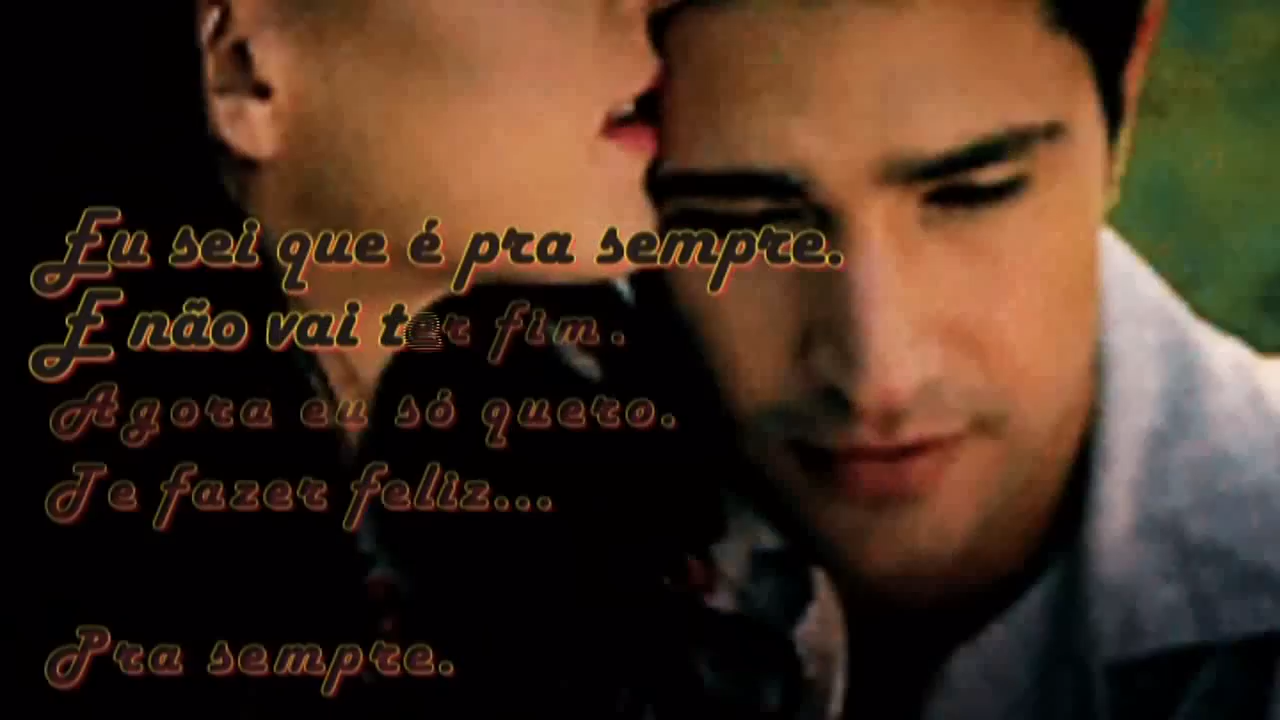 Eu sei que é pra sempre.
E não vai ter fim.
Agora eu só quero.
Te fazer feliz...
Pra sempre.